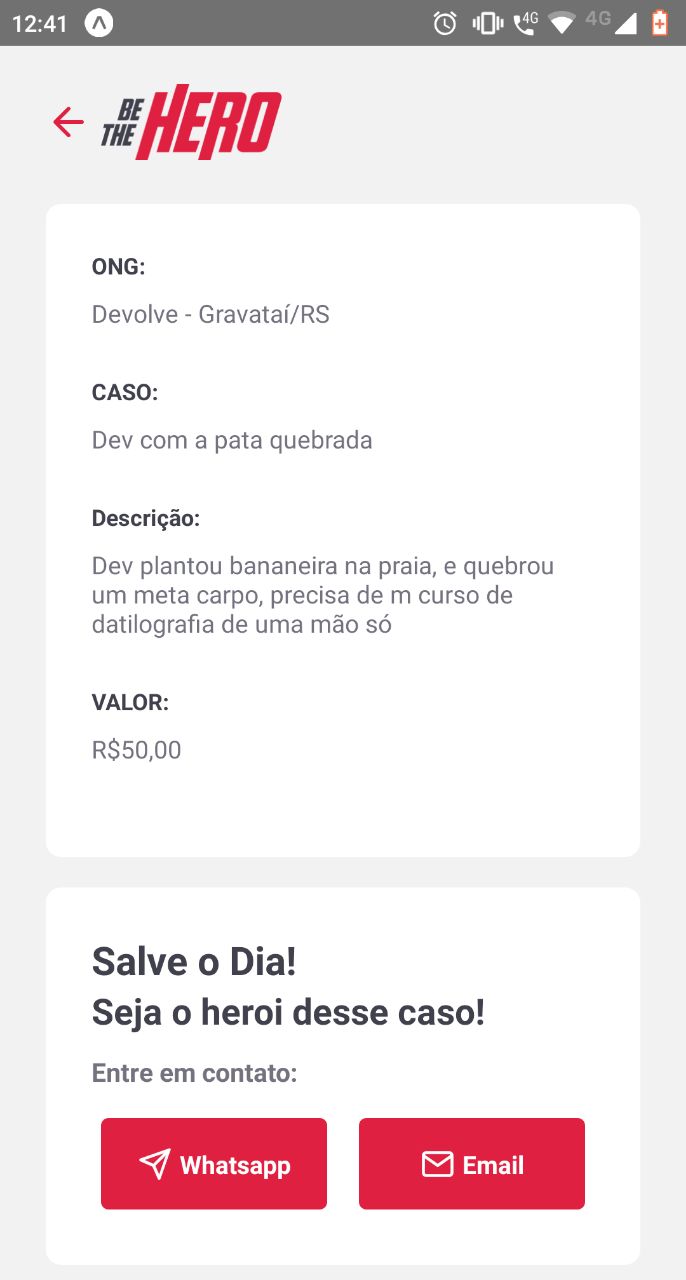 12:41
4G
4G
BE
THE
HERO
ONG:
Devolve - Gravataí/RS
CASO:
Dev com a pata quebrada
Descrição:
Dev plantou bananeira na praia, e quebrou
um meta carpo, precisa de m curso de
datilografia de uma mão só
VALOR:
R$50,00
Salve o Dia!
Seja o heroi desse caso!
Entre em contato:
Whatsapp
Email